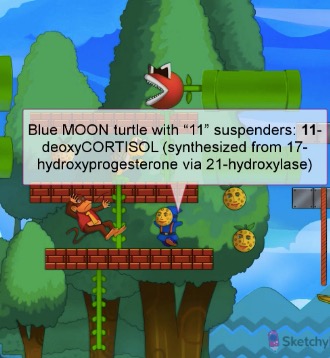 Blue MOON turtle with “11” suspenders: 11-
deoxyCORTISOL (synthesized from 17-
hydroxyprogesterone via 21-hydroxylase)
Sketchy